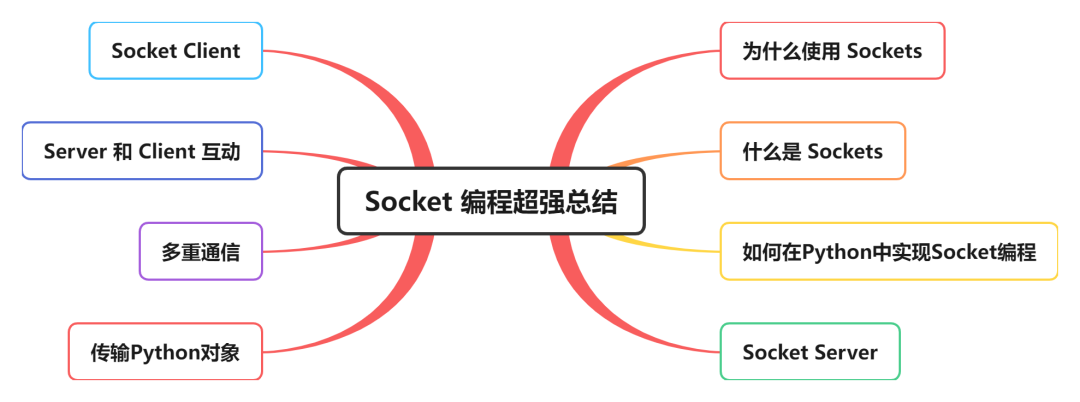 Socket 编程超强总结
为什么使用 Sockets
什么是 Sockets
如何在Python中实现Socket编程
Socket Server
Socket Client
Server 和 Client 互动
多重通信
传输Python对象